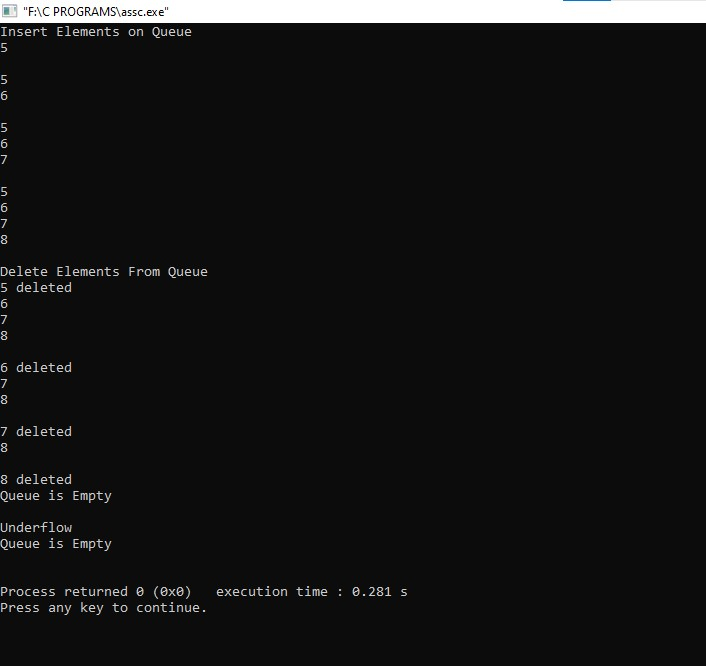 "F:\C PROGRAMS\assc.exe"
Insert Elements on Queue
5
5
6
5
6
7
5
6
7
8
Delete Elements From Queue
5 deleted
6
7
8
6 deleted
7
8
7 deleted
8
8 deleted
Queue is Empty
Underflow
Queue is Empty
Process returned 0 (0x0)   execution time : 0.281 s
Press any key to continue.